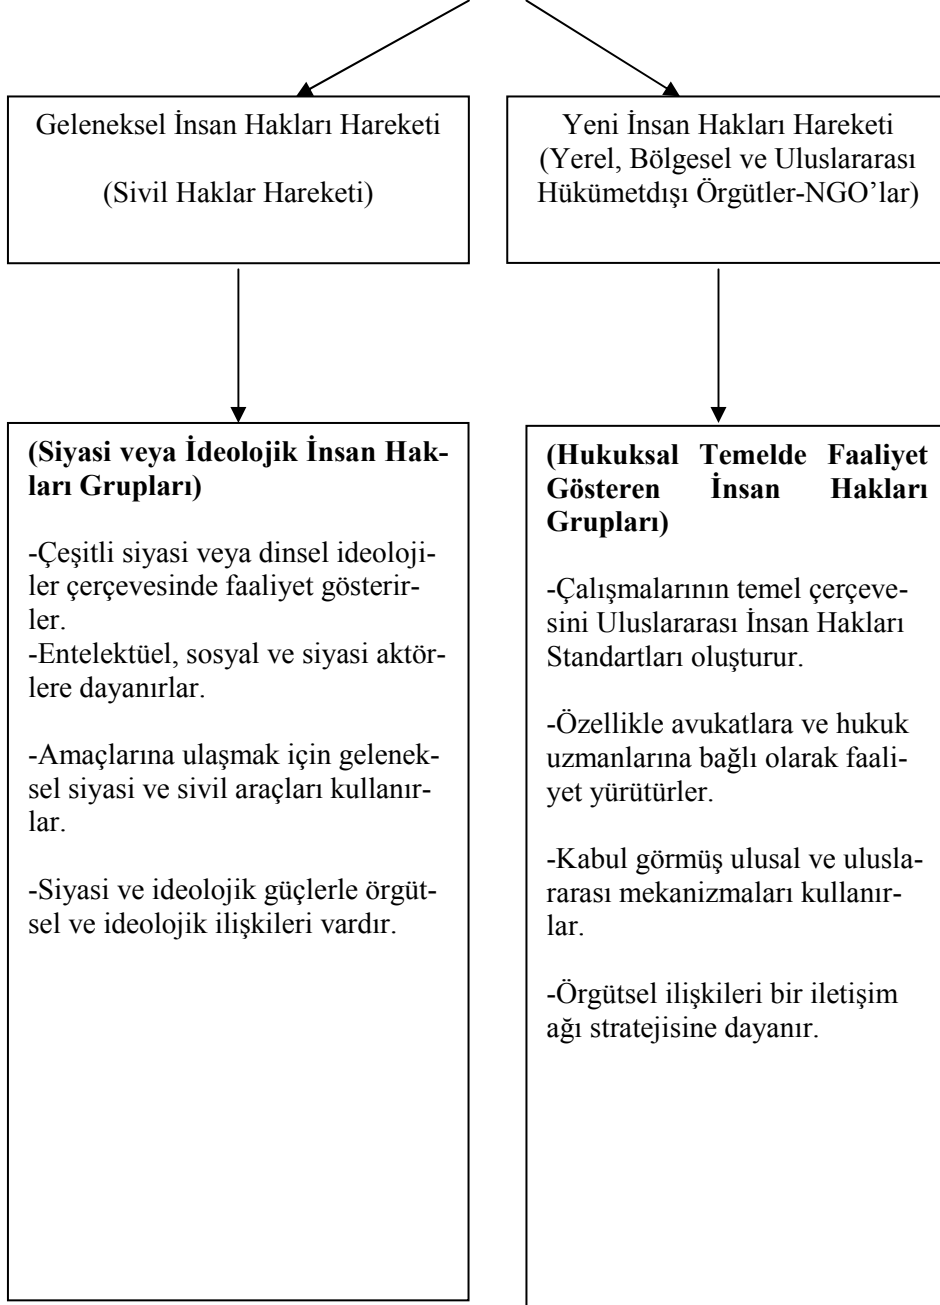 Geleneksel İnsan Hakları Hareketi
(Sivil Haklar Hareketi)
Yeni İnsan Hakları Hareketi
(Yerel, Bölgesel ve Uluslararası
Hükümetdışı Örgütler-NGO’lar)
(Siyasi veya İdeolojik İnsan Hak-
ları Grupları)
-Çeşitli siyasi veya dinsel ideoloji-
ler çerçevesinde faaliyet gösterir-
ler.
-Entelektüel, sosyal ve siyasi aktör-
lere dayanırlar.
-Amaçlarına ulaşmak için gelenek-
sel siyasi ve sivil araçları kullanır-
lar.
-Siyasi ve ideolojik güçlerle örgüt-
sel ve ideolojik ilişkileri vardır.
(Hukuksal Temelde Faaliyet
Gösteren İnsan Hakları
Grupları)
-Çalışmalarının temel çerçeve-
sini Uluslararası İnsan Hakları
Standartları oluşturur.
-Özellikle avukatlara ve hukuk
uzmanlarına bağlı olarak faali-
yet yürütürler.
-Kabul görmüş ulusal ve ulusla-
rarası mekanizmaları kullanır-
lar.
-Örgütsel ilişkileri bir iletişim
ağı stratejisine dayanır.